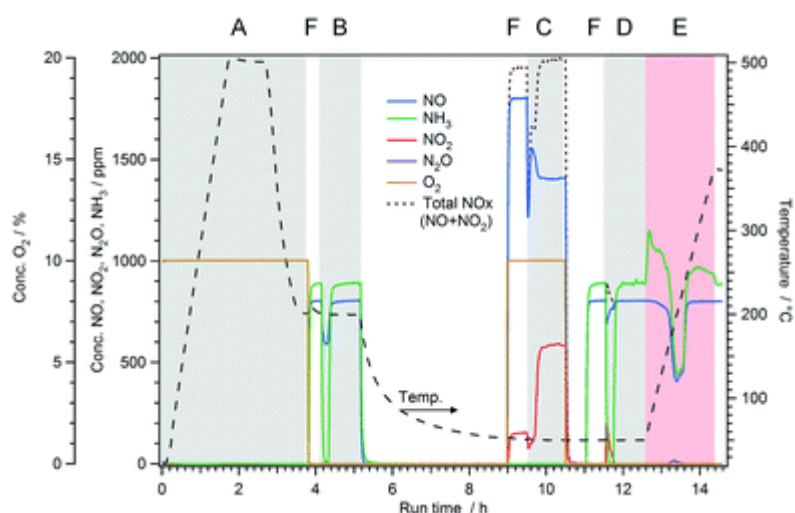 A F B F C F D E
Conc. O2 / %
20
15
10
5
0
Conc. NO, NO2, N2O, NH3 / ppm
2000
1500
1000
500
0
NO
NH3
NO2
N2O
O2
Total NOx
(NO+NO2)
Temp.
500
400
300
200
100
Temperature / °C
0 2 4 6 8 10 12 14
Run time / h